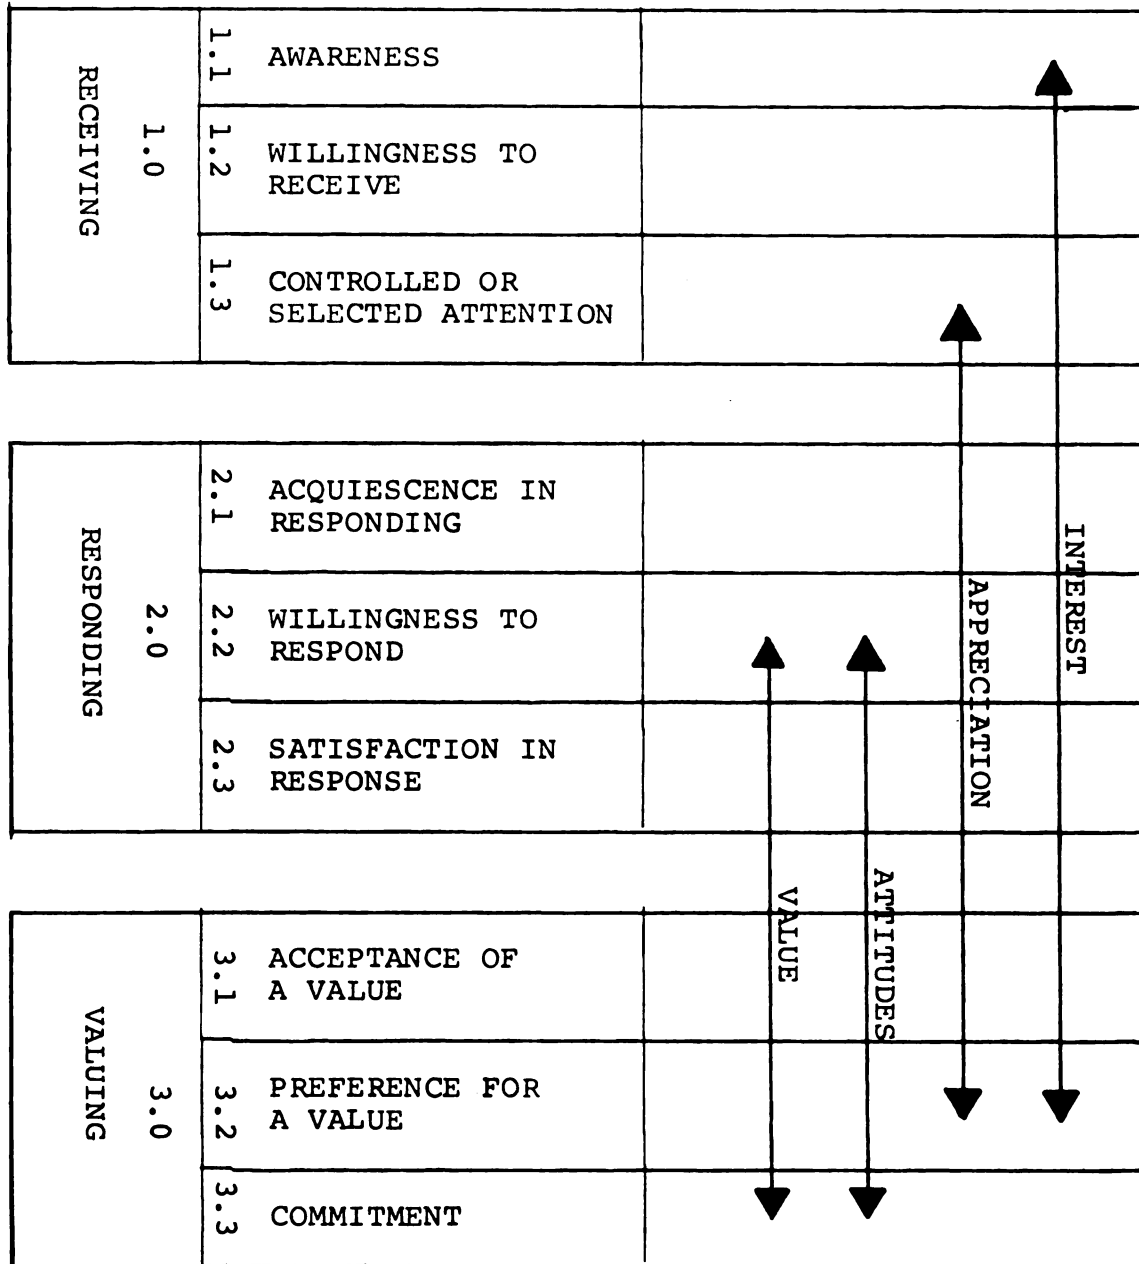 RECEIVING
1.0
1.1
AWARENESS
1.2
WILLINGNESS TO
RECEIVE
1.3
CONTROLLED OR
SELECTED ATTENTION
RESPONDING
2.0
2.1
ACQUIESCENCE IN
RESPONDING
2.2
WILLINGNESS TO
RESPOND
2.3
SATISFACTION IN
RESPONSE
VALUING
3.0
3.1
ACCEPTANCE OF
A VALUE
3.2
PREFERENCE FOR
A VALUE
3.3
COMMITMENT
VALUE
ATTITUDES
APPRECIATION
INTEREST